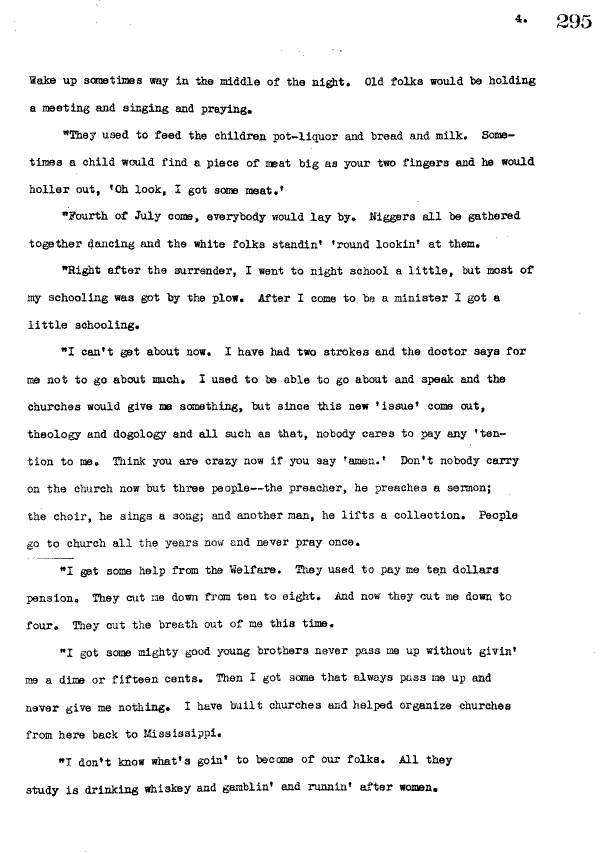 4. 295
Wake up sometimes way in the middle of the night. Old folks would be holding
a meeting and singing and praying.
"They used to feed the children pot-liquor and bread and milk. Some-
times a child would find a piece of meat big as your two fingers and he would
holler out, 'Oh look, I got some meat.'
"Fourth of July come, everybody would lay by. Niggers all be gathered
together dancing and the white folks standin' 'round lookin' at them.
"Right after the surrender, I went to night school a little, but most of
my schooling was got by the plow. After I come to be a minister I got a
little schooling.
"I can't get about now. I have had two strokes and the doctor says for
me not to go about much. I used to be able to go about and speak and the
churches would give me something, but since this new 'issue' come out,
theology and dogology and all such as that, nobody cares to pay any 'ten-
tion to me. Think you are crazy now if you say 'amen.' Don't nobody carry
on the church now but three people--the preacher, he preaches a sermon;
the choir, he sings a song; and another man, he lifts a collection. People
go to church all the years now and never pray once.
"I get some help from the Welfare. They used to pay me ten dollars
pension. They cut me down from ten to eight. And now they cut me down to
four. They cut the breath out of me this time.
"I got some mighty good young brothers never pass me up without givin'
me a dime or fifteen cents. Then I got some that always pass me up and
never give me nothing. I have built churches and helped organize churches
from here back to Mississippi.
"I don't know what's goin' to become of our folks. All they
study is drinking whiskey and gamblin' and runnin' after women.